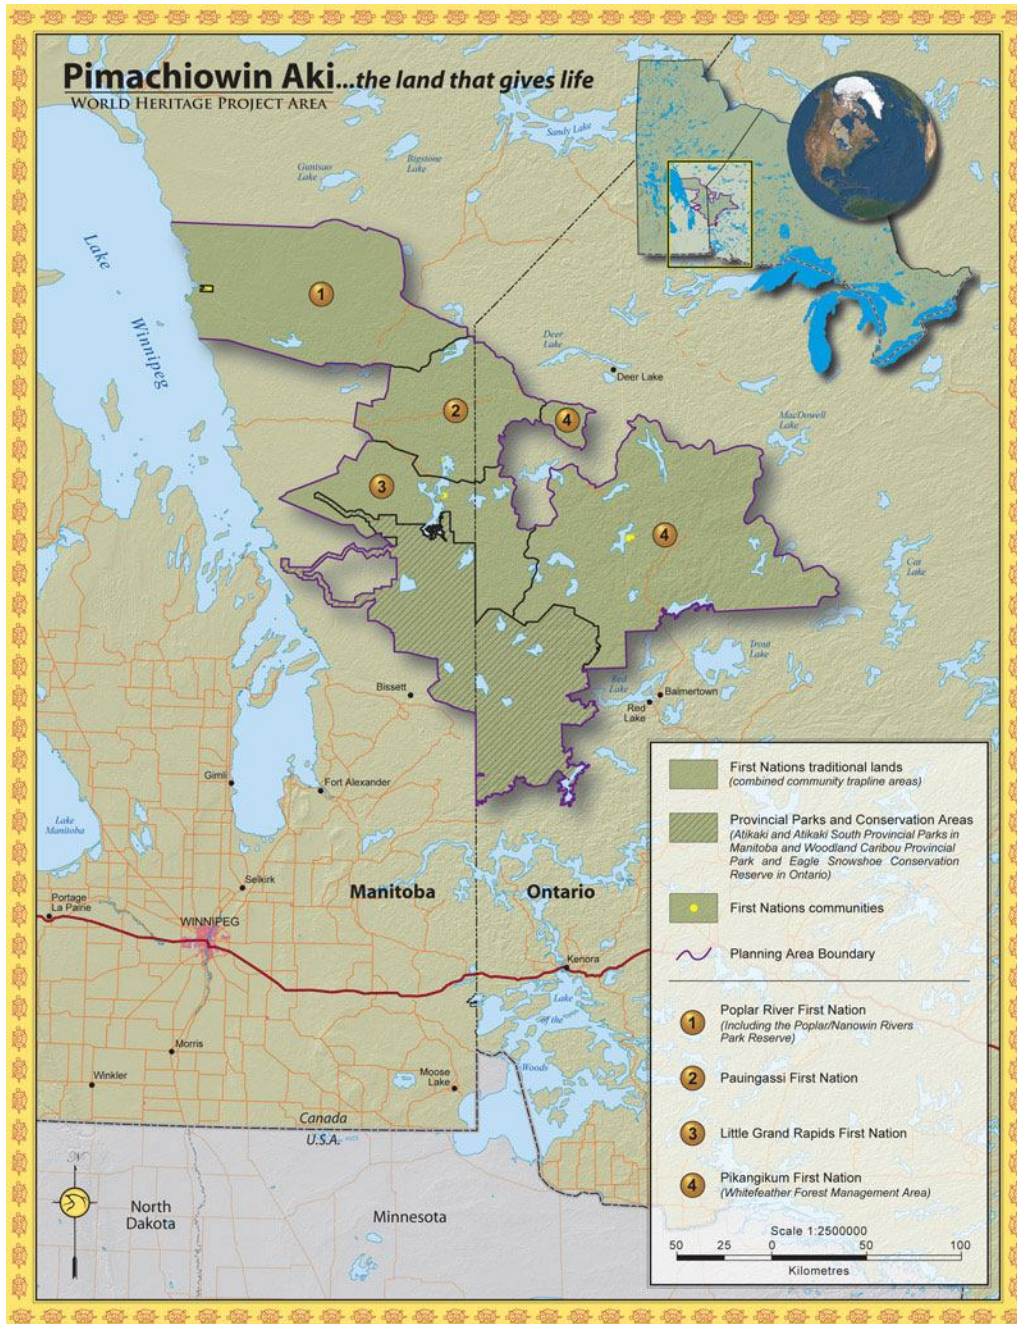 Pimachiowin Aki...the land that gives life
WORLD HERITAGE PROJECT AREA
Sandy Lake
Bigstone
Lake
Gunisao
Lake
Lake
Winnipeg
1
Deer
Lake
Deer Lake
2
4
MacDowell
Lake
3
4
Cat
Lake
Trout
Lake
Red
Lake
Bissett
Balmertown
Red
Lake
Gimli
Fort Alexander
Lake
Manitoba
Selkirk
Manitoba
Ontario
Portage
La Pairie
WINNIPEG
Kenora
Lake
of the
Woods
Morris
Winkler
Moose
Lake
Canada
U.S.A.
N
North
Dakota
Minnesota
First Nations traditional lands
(combined community trapline areas)
Provincial Parks and Conservation Areas
(Atikaki and Atikaki South Provincial Parks in
Manitoba and Woodland Caribou Provincial
Park and Eagle Snowshoe Conservation
Reserve in Ontario)
First Nations communities
Planning Area Boundary
1
Poplar River First Nation
(Including the Poplar/Nanowin Rivers
Park Reserve)
2
Pauingassi First Nation
3
Little Grand Rapids First Nation
4
Pikangikum First Nation
(Whitefeather Forest Management Area)
Scale 1:2500000
50 25 0 50 100
Kilometres